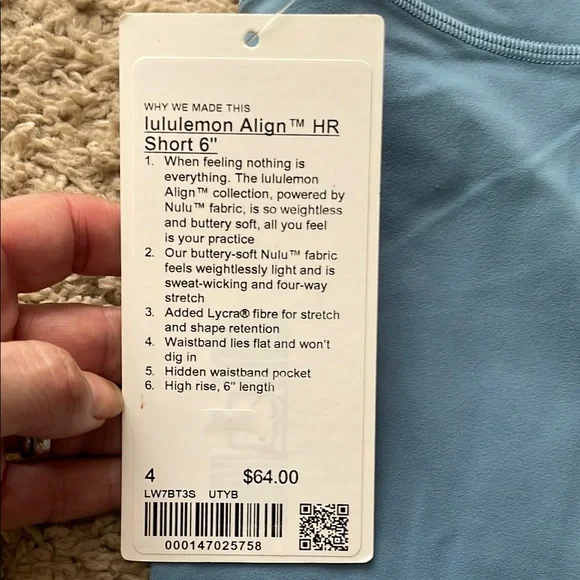 WHY WE MADE THIS
lululemon Align™ HR
Short 6"
1. When feeling nothing is
everything. The lululemon
Align™ collection, powered by
Nulu™ fabric, is so weightless
and buttery soft, all you feel
is your practice
2. Our buttery-soft Nulu™ fabric
feels weightlessly light and is
sweat-wicking and four-way
stretch
3. Added Lycra® fibre for stretch
and shape retention
4. Waistband lies flat and won't
dig in
5. Hidden waistband pocket
6. High rise, 6" length
4 $64.00
LW7BT3S UTYB
000147025758